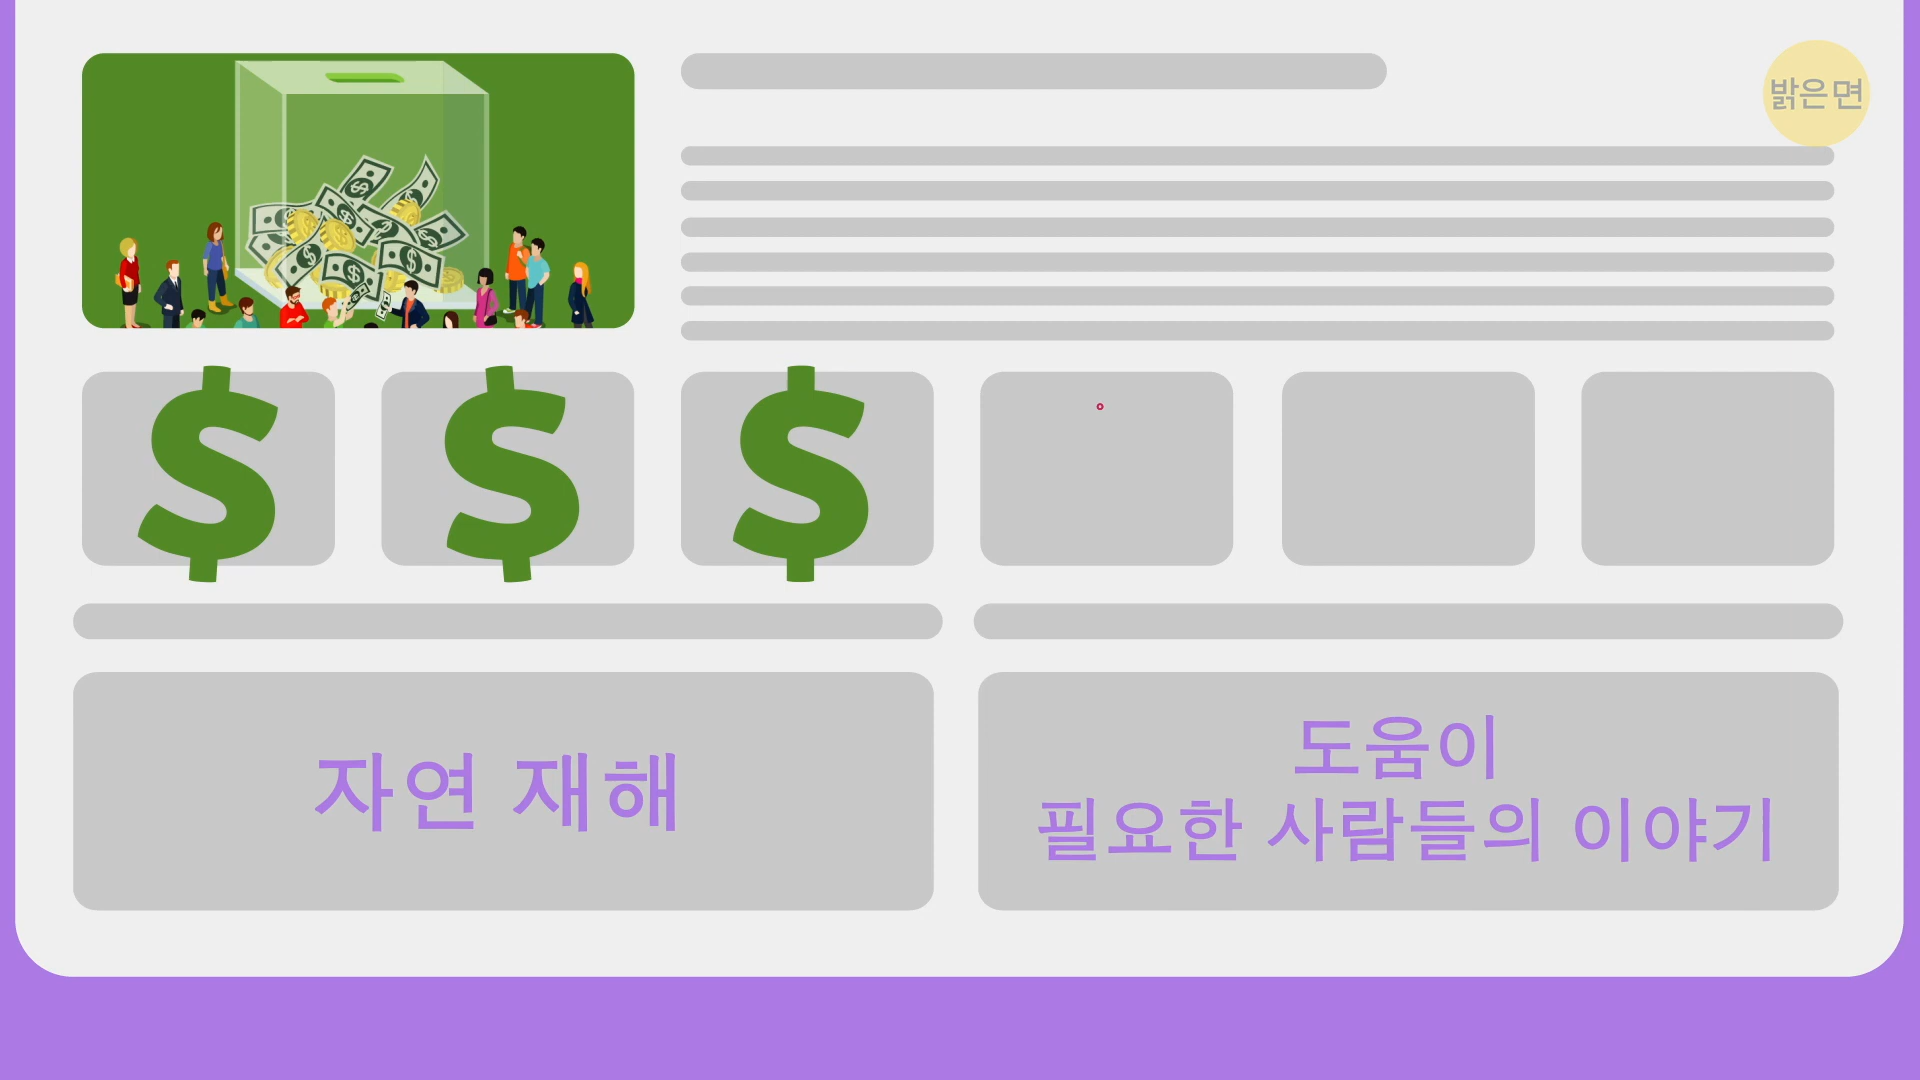 밝은면
$ $ $
자연 재해
도움이
필요한 사람들의 이야기